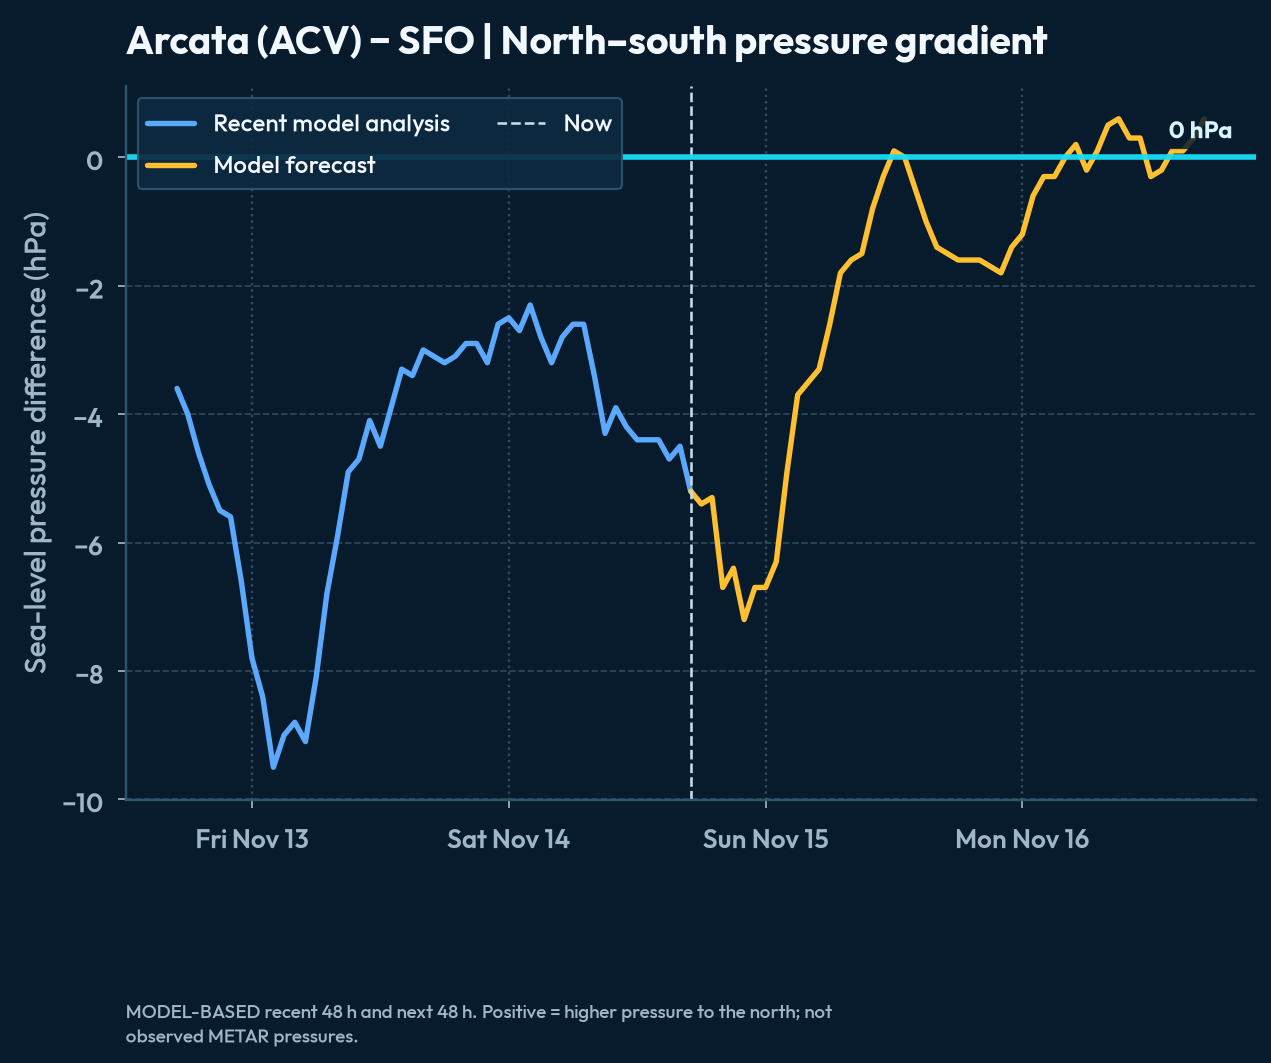 Arcata (ACV) – SFO | North–south pressure gradient
Recent model analysis
Now
Model forecast
0 hPa
Sea-level pressure difference (hPa)
0
−2
−4
−6
−8
−10
Fri Nov 13
Sat Nov 14
Sun Nov 15
Mon Nov 16
MODEL-BASED recent 48 h and next 48 h. Positive = higher pressure to the north; not
observed METAR pressures.